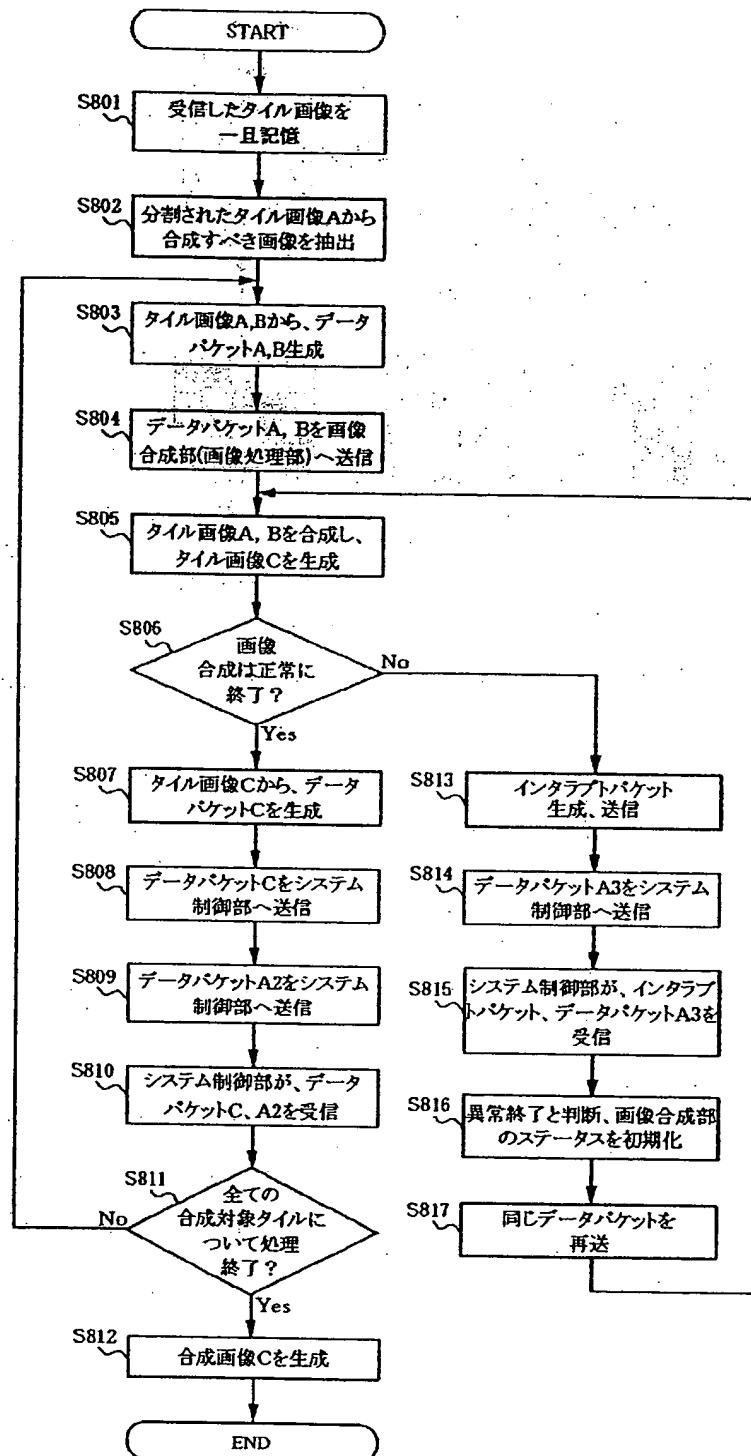 START
S801
受信したタイル画像を
一旦記憶
S802
分割されたタイル画像Aから
合成すべき画像を抽出
S803
タイル画像A,Bから、データ
パケットA,B生成
S804
データパケットA, Bを画像
合成部(画像処理部)へ送信
S805
タイル画像A, Bを合成し、
タイル画像Cを生成
S806
画像
合成は正常に
終了?
No
Yes
S807
タイル画像Cから、データ
パケットCを生成
S808
データパケットCをシステム
制御部へ送信
S809
データパケットA2をシステム
制御部へ送信
S810
システム制御部が、データ
パケットC、A2を受信
S811
全ての
合成対象タイルに
ついて処理
終了?
No
Yes
S812
合成画像Cを生成
END
S813
インタラプトパケット
生成、送信
S814
データパケットA3をシステム
制御部へ送信
S815
システム制御部が、インタラプ
トパケット、データパケットA3を
受信
S816
異常終了と判断、画像合成部
のステータスを初期化
S817
同じデータパケットを
再送